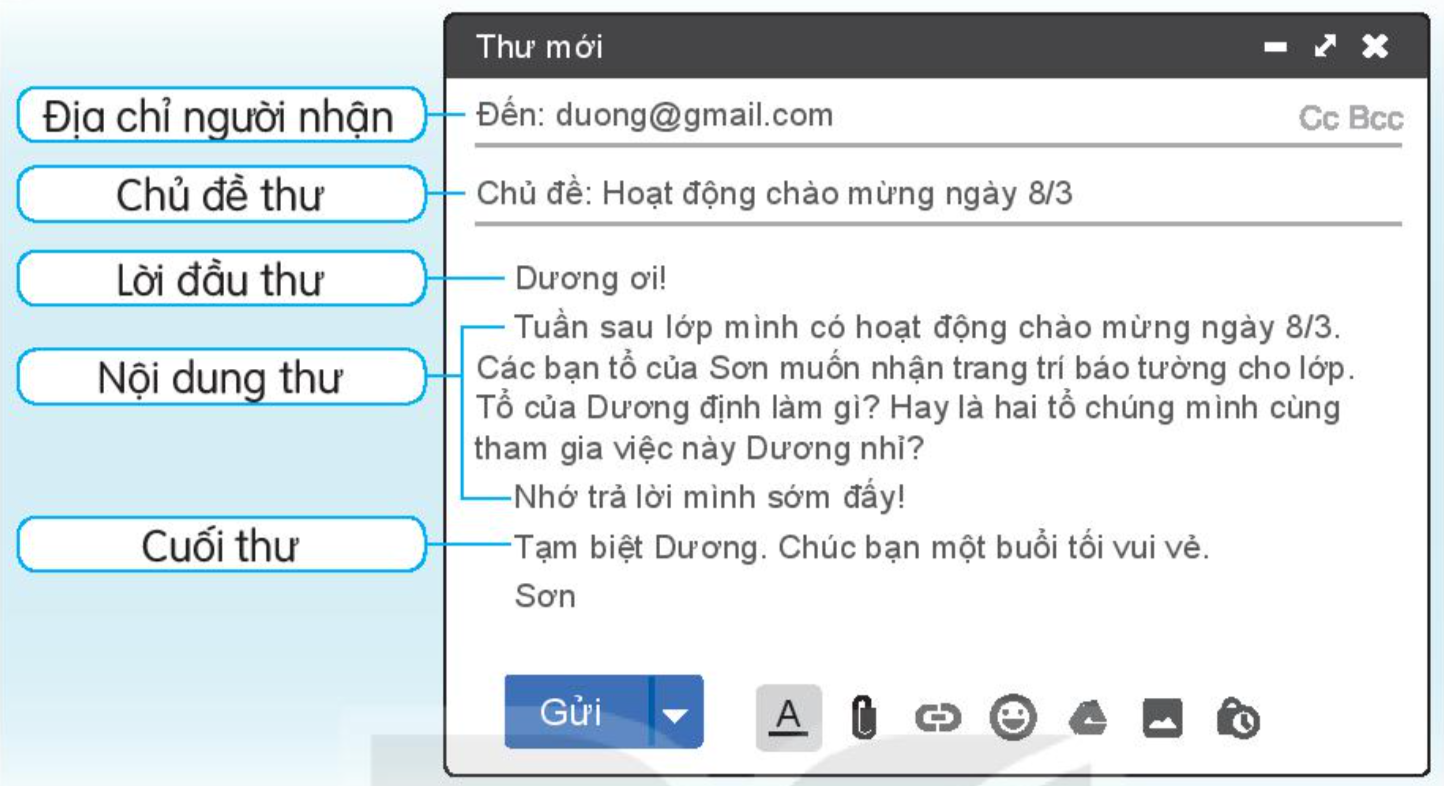 Thư mới
Địa chỉ người nhận
Đến: duong@gmail.com
Cc Bcc
Chủ đề thư
Chủ đề: Hoạt động chào mừng ngày 8/3
Lời đầu thư
Dương ơi!
Nội dung thư
Tuần sau lớp mình có hoạt động chào mừng ngày 8/3.
Các bạn tổ của Sơn muốn nhận trang trí báo tường cho lớp.
Tổ của Dương định làm gì? Hay là hai tổ chúng mình cùng
tham gia việc này Dương nhỉ?
Nhớ trả lời mình sớm đấy!
Cuối thư
Tạm biệt Dương. Chúc bạn một buổi tối vui vẻ.
Sơn
Gửi
A